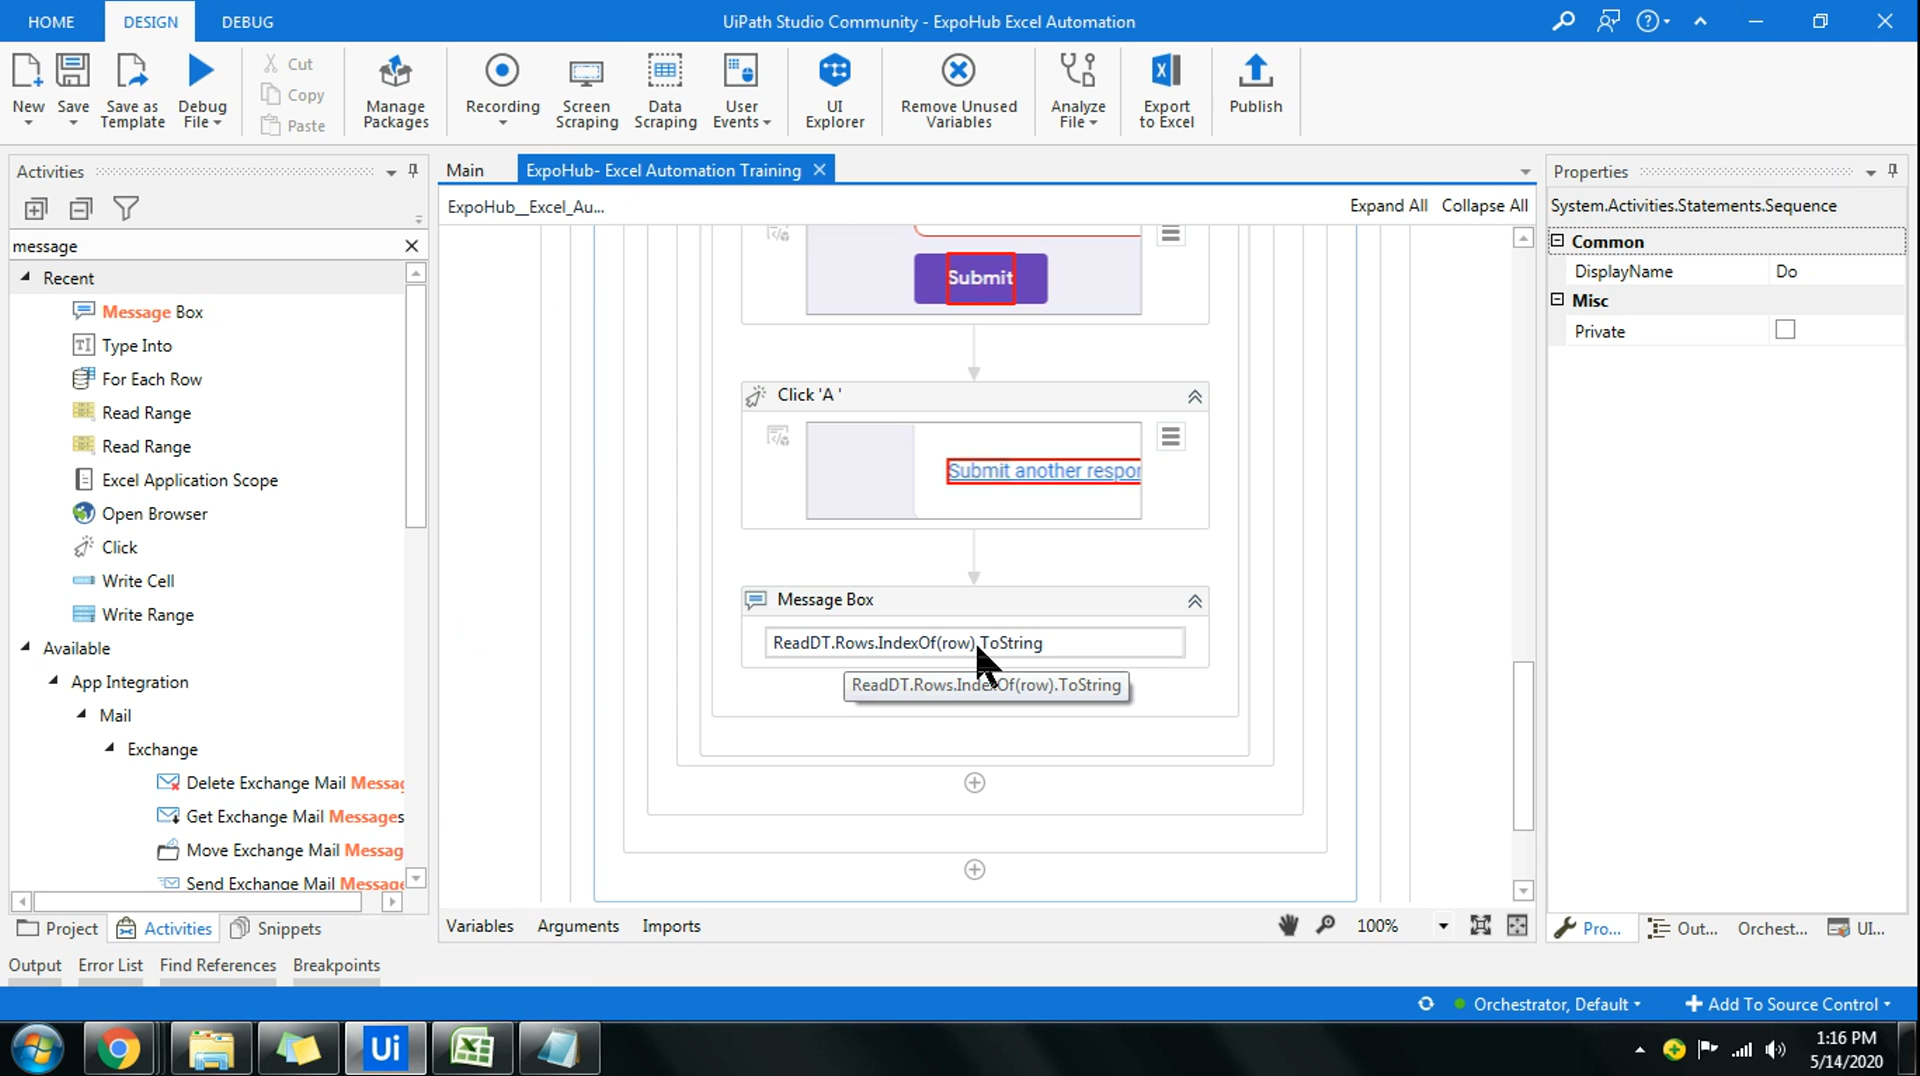 HOME
DESIGN
DEBUG
UiPath Studio Community - ExpoHub Excel Automation
New
Save
Save as Template
Debug File
Cut
Copy
Paste
Manage Packages
Recording
Screen Scraping
Data Scraping
User Events
UI Explorer
Remove Unused Variables
Analyze File
Export to Excel
Publish
Activities
message
Recent
Message Box
Type Into
For Each Row
Read Range
Read Range
Excel Application Scope
Open Browser
Click
Write Cell
Write Range
Available
App Integration
Mail
Exchange
Delete Exchange Mail Messag
Get Exchange Mail Messages
Move Exchange Mail Messag
Send Exchange Mail Message
Project
Activities
Snippets
Main
ExpoHub- Excel Automation Training
ExpoHub_Excel_Au...
Expand All
Collapse All
Submit
Click 'A '
Submit another respor
Message Box
ReadDT.Rows.IndexOf(row).ToString
ReadDT.Rows.IndexOf(row).ToString
Variables
Arguments
Imports
100%
Properties
System.Activities.Statements.Sequence
Common
DisplayName
Do
Misc
Private
Pro...
Out...
Orchest...
UI...
Output
Error List
Find References
Breakpoints
Orchestrator, Default
Add To Source Control
Ui
1:16 PM
5/14/2020